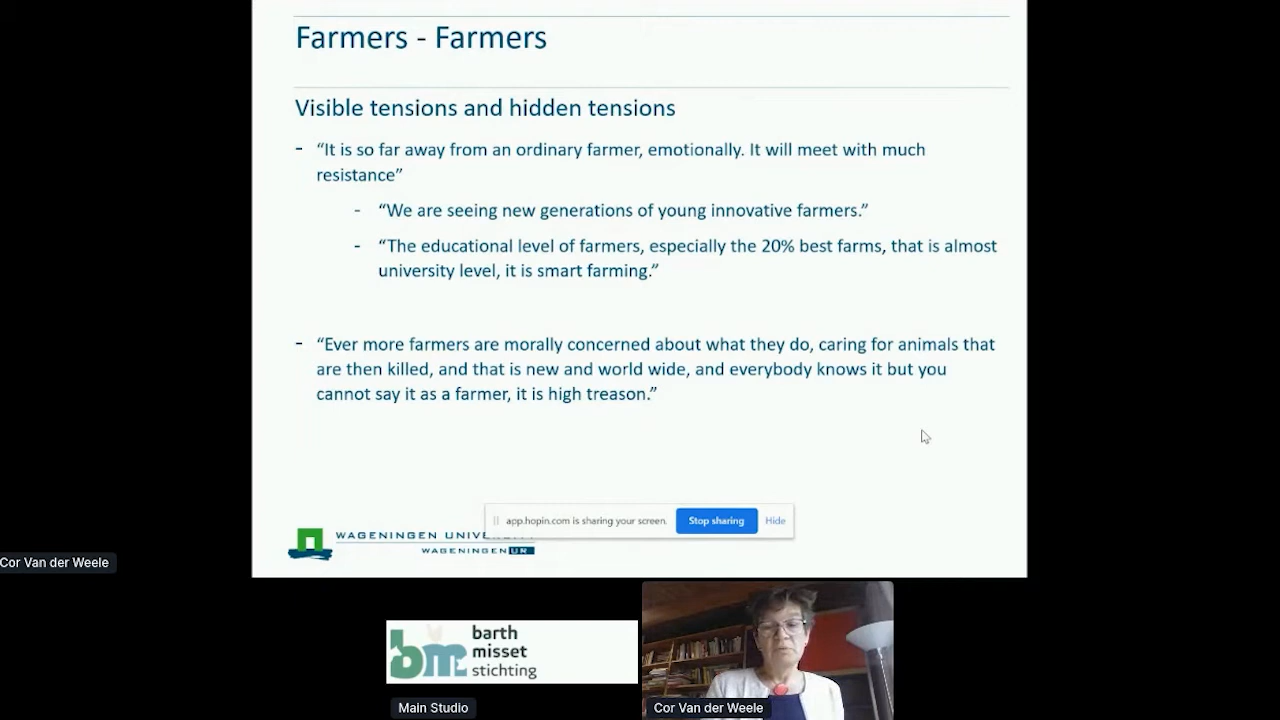 Farmers - Farmers
Visible tensions and hidden tensions
- “It is so far away from an ordinary farmer, emotionally. It will meet with much
resistance”
- “We are seeing new generations of young innovative farmers.”
- “The educational level of farmers, especially the 20% best farms, that is almost
university level, it is smart farming.”
- “Ever more farmers are morally concerned about what they do, caring for animals that
are then killed, and that is new and world wide, and everybody knows it but you
cannot say it as a farmer, it is high treason.”
app.hopin.com is sharing your screen. Stop sharing Hide
WAGENINGEN UNIVERSI
WAGENINGEN UR
Cor Van der Weele
bm barth
misset
stichting
Main Studio
Cor Van der Weele